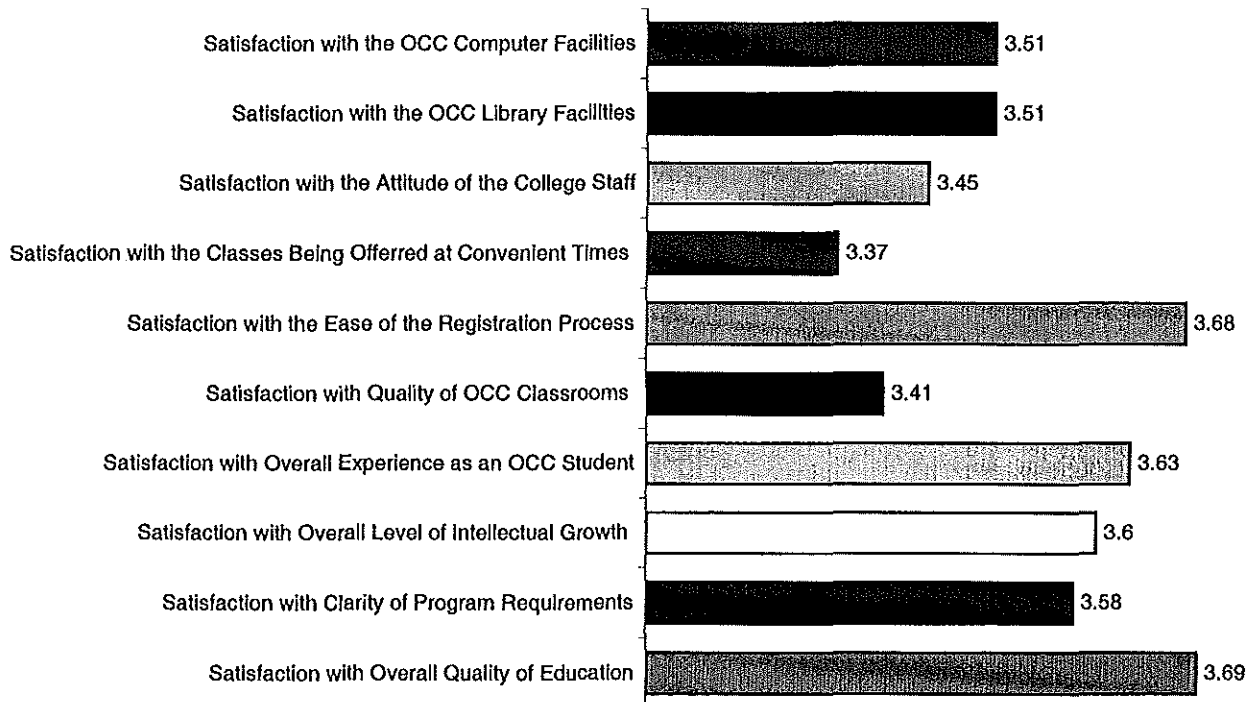 Satisfaction with the OCC Computer Facilities 3.51
Satisfaction with the OCC Library Facilities 3.51
Satisfaction with the Attitude of the College Staff 3.45
Satisfaction with the Classes Being Offerred at Convenient Times 3.37
Satisfaction with the Ease of the Registration Process 3.68
Satisfaction with Quality of OCC Classrooms 3.41
Satisfaction with Overall Experience as an OCC Student 3.63
Satisfaction with Overall Level of Intellectual Growth 3.6
Satisfaction with Clarity of Program Requirements 3.58
Satisfaction with Overall Quality of Education 3.69